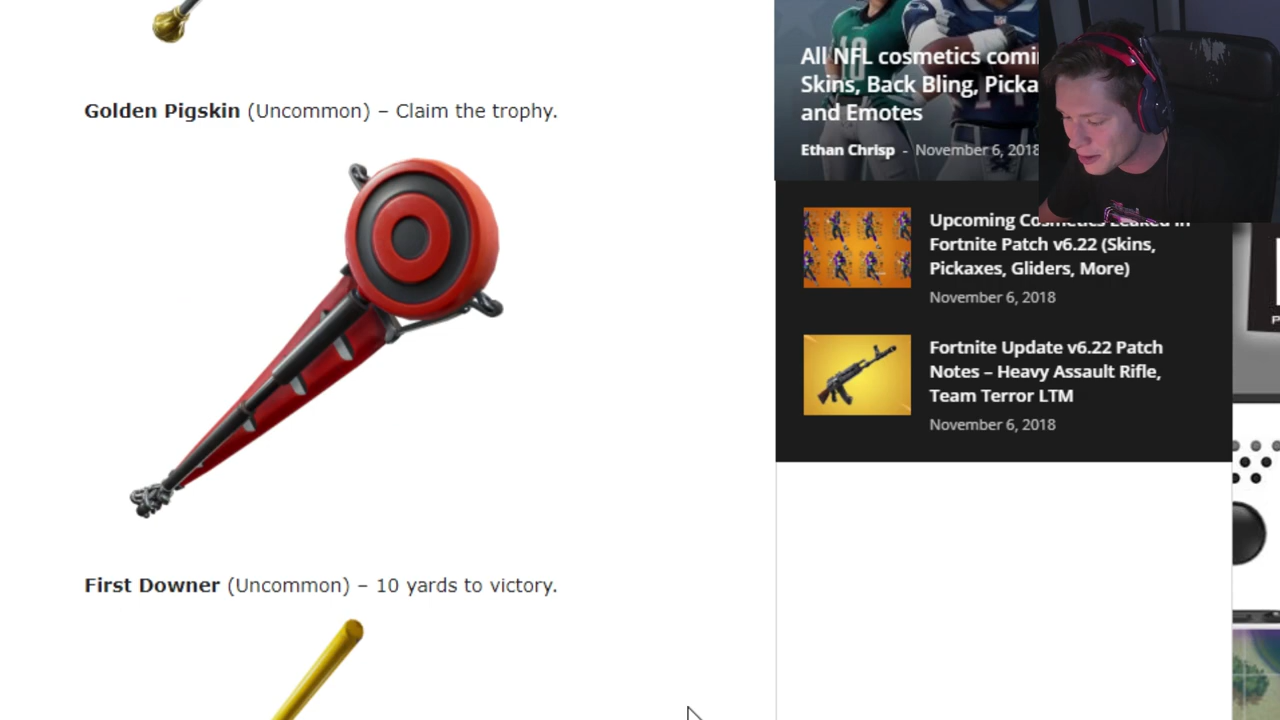 Golden Pigskin (Uncommon) – Claim the trophy.
First Downer (Uncommon) – 10 yards to victory.
All NFL cosmetics
Skins, Back Bling,
and Emotes
Ethan Chrisp - November 6, 2018
Upcoming Cosmetics Leaked in
Fortnite Patch v6.22 (Skins,
Pickaxes, Gliders, More)
November 6, 2018
Fortnite Update v6.22 Patch
Notes – Heavy Assault Rifle,
Team Terror LTM
November 6, 2018